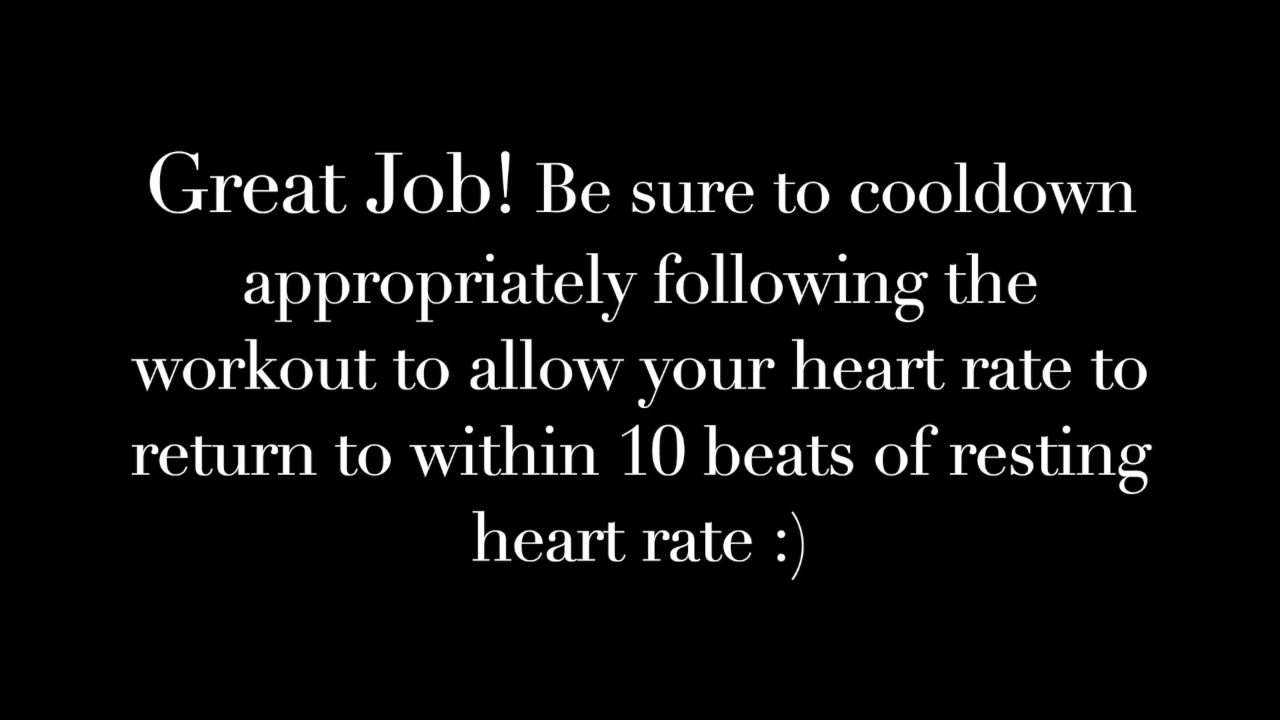 Great Job! Be sure to cooldown
appropriately following the
workout to allow your heart rate to
return to within 10 beats of resting
heart rate :)